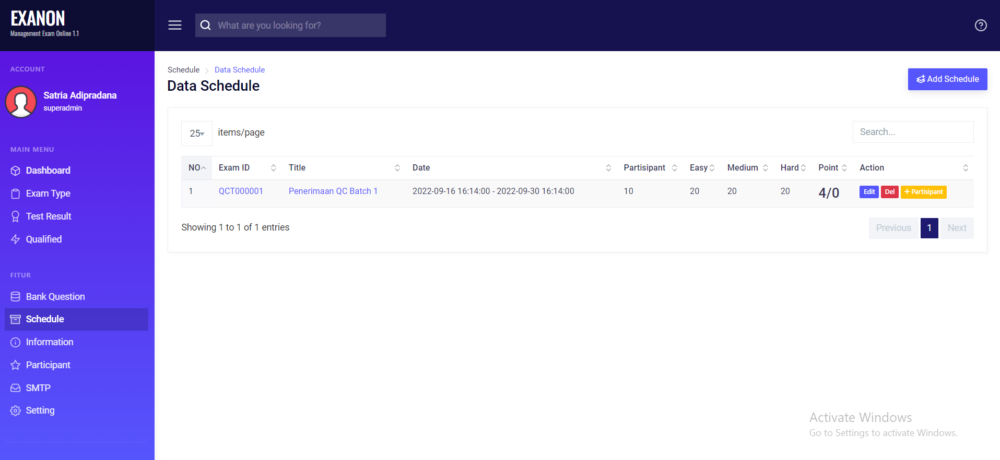 EXANON
Management Exam Online 1.1
What are you looking for?
ACCOUNT
Satria Adipradana
superadmin
MAIN MENU
Dashboard
Exam Type
Test Result
Qualified
FITUR
Bank Question
Schedule
Information
Participant
SMTP
Setting
Schedule Data Schedule
Data Schedule
Add Schedule
25 items/page
Search...
NO Exam ID Title Date Partisipant Easy Medium Hard Point Action
1 QCT000001 Penerimaan QC Batch 1 2022-09-16 16:14:00 - 2022-09-30 16:14:00 10 20 20 20 4/0 Edit Del + Partisipant
Showing 1 to 1 of 1 entries
Previous 1 Next
Activate Windows
Go to Settings to activate Windows.